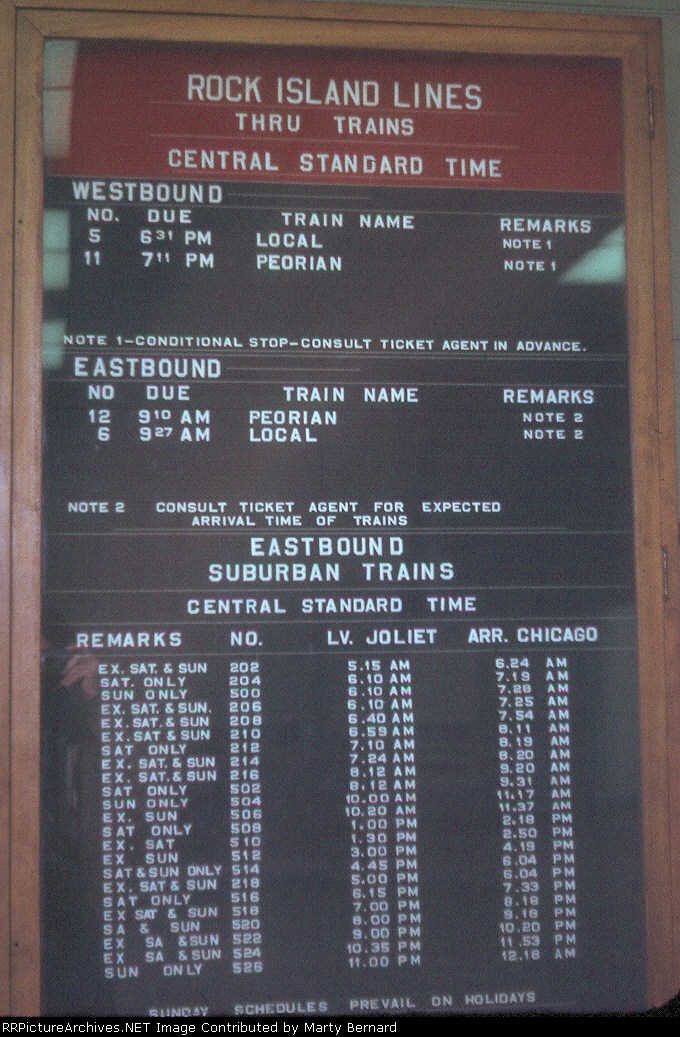 ROCK ISLAND LINES
THRU TRAINS
CENTRAL STANDARD TIME
WESTBOUND
NO. DUE TRAIN NAME REMARKS
5 6 31 PM LOCAL NOTE 1
11 7 11 PM PEORIAN NOTE 1
NOTE 1-CONDITIONAL STOP-CONSULT TICKET AGENT IN ADVANCE.
EASTBOUND
NO DUE TRAIN NAME REMARKS
12 9 10 AM PEORIAN NOTE 2
6 9 27 AM LOCAL NOTE 2
NOTE 2 CONSULT TICKET AGENT FOR EXPECTED
ARRIVAL TIME OF TRAINS
EASTBOUND
SUBURBAN TRAINS
CENTRAL STANDARD TIME
REMARKS NO. LV. JOLIET ARR. CHICAGO
EX. SAT. & SUN 202 5.15 AM 6.24 AM
SAT. ONLY 204 6.10 AM 7.19 AM
SUN ONLY 500 6.10 AM 7.28 AM
EX. SAT. & SUN. 206 6.10 AM 7.25 AM
EX. SAT.& SUN 208 6.40 AM 7.54 AM
EX. SAT & SUN 210 6.59 AM 8.11 AM
SAT ONLY 212 7.10 AM 8.19 AM
EX. SAT. & SUN 214 7.24 AM 8.20 AM
EX. SAT.& SUN 216 8.12 AM 9.20 AM
SAT ONLY 502 8.12 AM 9.31 AM
SUN ONLY 504 10.00 AM 11.17 AM
EX. SUN 506 10.20 AM 11.37 AM
SAT ONLY 508 1.00 PM 2.18 PM
EX. SAT 510 1.30 PM 2.50 PM
EX. SUN 512 3.00 PM 4.19 PM
SAT & SUN ONLY 514 4.45 PM 6.04 PM
EX. SAT & SUN 218 5.00 PM 6.04 PM
SAT ONLY 516 6.15 PM 7.33 PM
EX SAT & SUN 518 7.00 PM 8.18 PM
SA & SUN 520 8.00 PM 9.18 PM
EX SA & SUN 522 9.00 PM 10.20 PM
EX SA & SUN 524 10.35 PM 11.53 PM
SUN ONLY 526 11.00 PM 12.18 AM
SUNDAY SCHEDULES PREVAIL ON HOLIDAYS
RRPictureArchives.NET Image Contributed by Marty Bernard